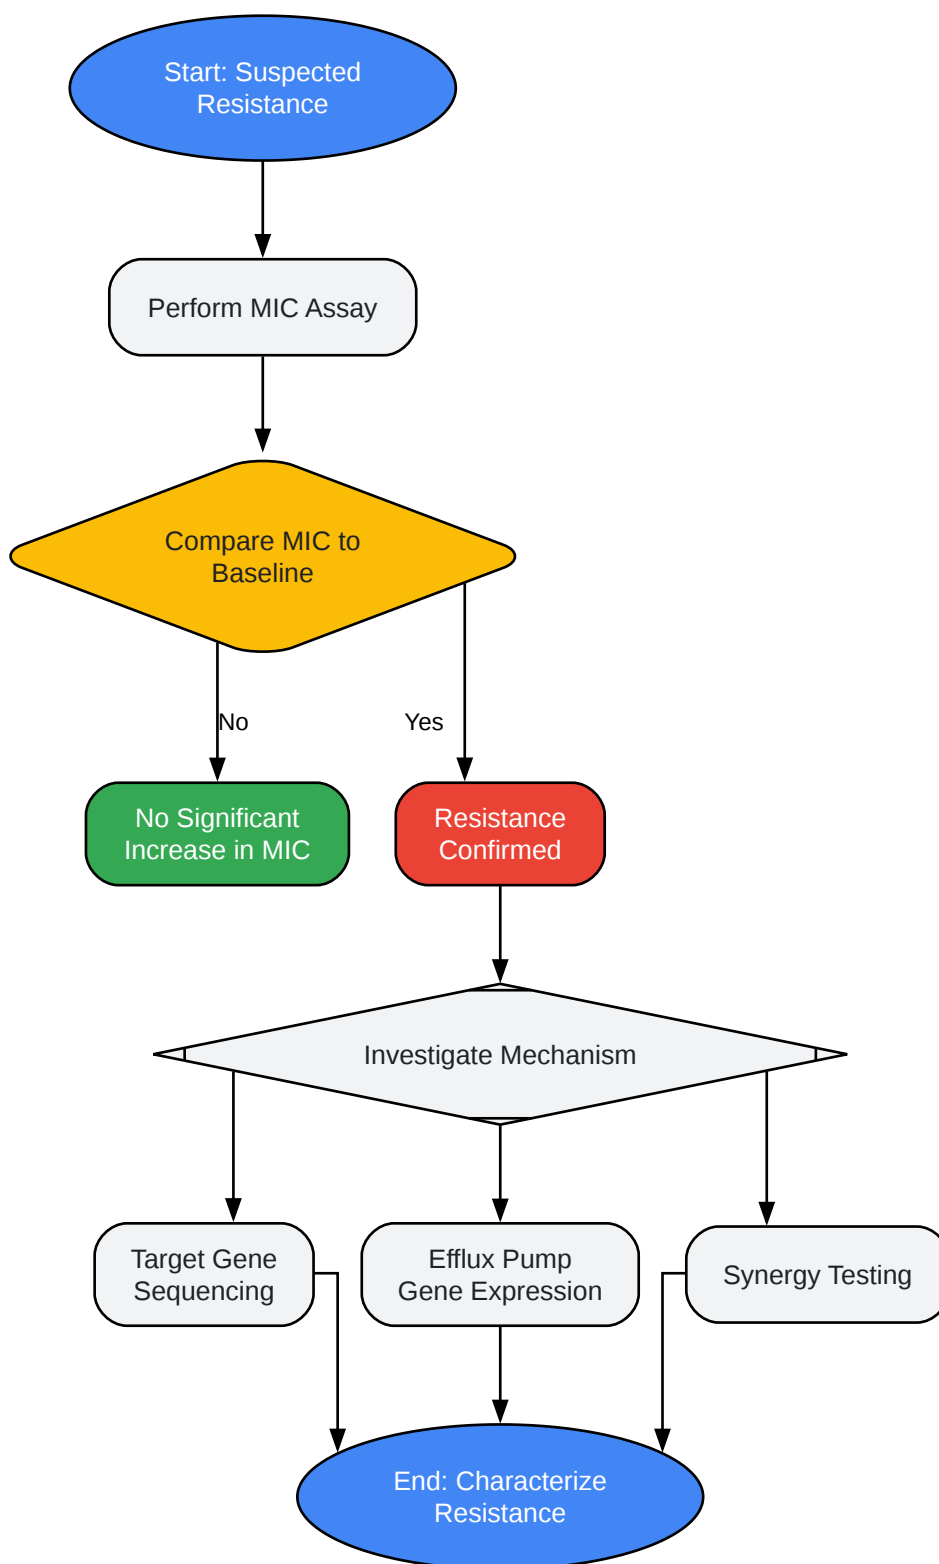 Start: Suspected
Resistance
Perform MIC Assay
Compare MIC to
Baseline
No
Yes
No Significant
Increase in MIC
Resistance
Confirmed
Investigate Mechanism
Target Gene
Sequencing
Efflux Pump
Gene Expression
Synergy Testing
End: Characterize
Resistance